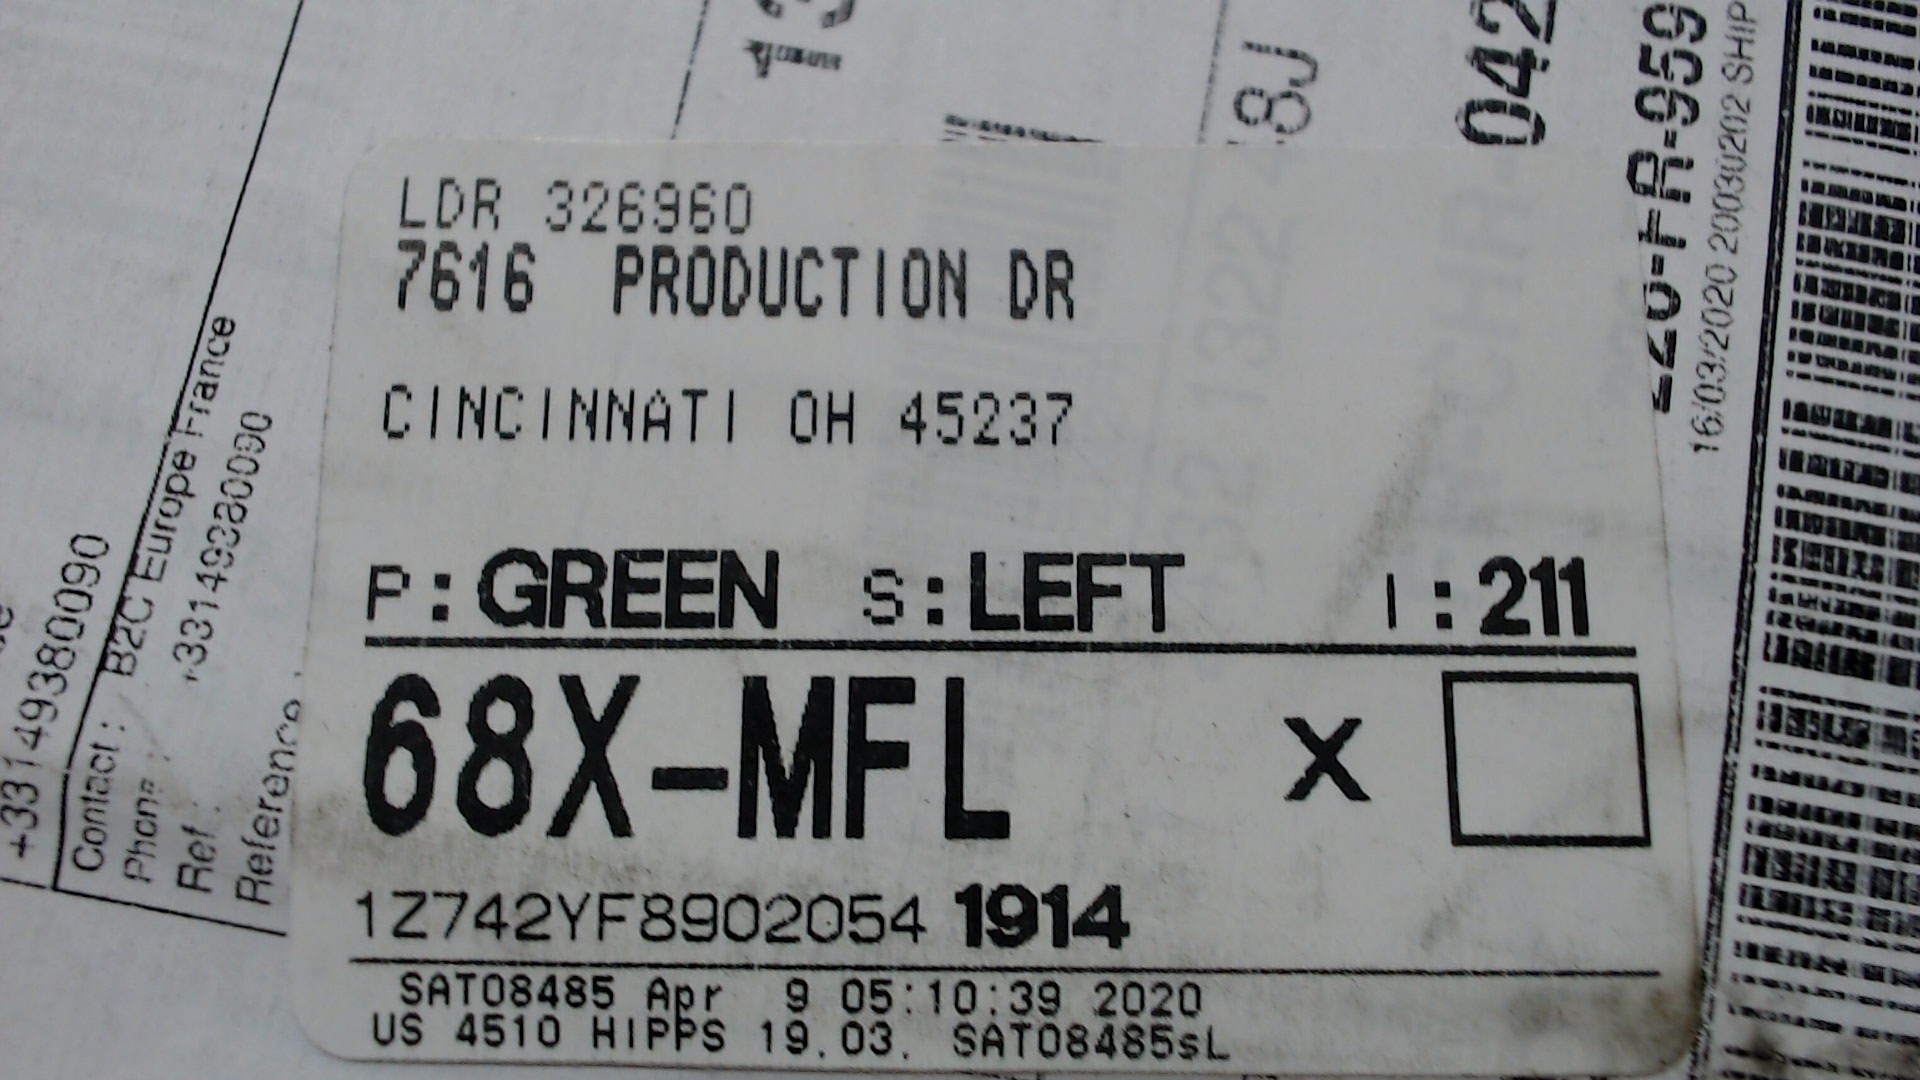 LDR 326960
7616 PRODUCTION DR
CINCINNATI OH 45237
P: GREEN S: LEFT I: 211
68X-MFL X
1Z742YF8902054 1914
SAT08485 Apr 9 05:10:39 2020
US 4510 HIPPS 19.03. SAT08485sL
+33149380090
Contact : B2C Europe France
Phone : +33149380090
Ref :
Reference
8J
042
16/03/2020 20030202 SHIP